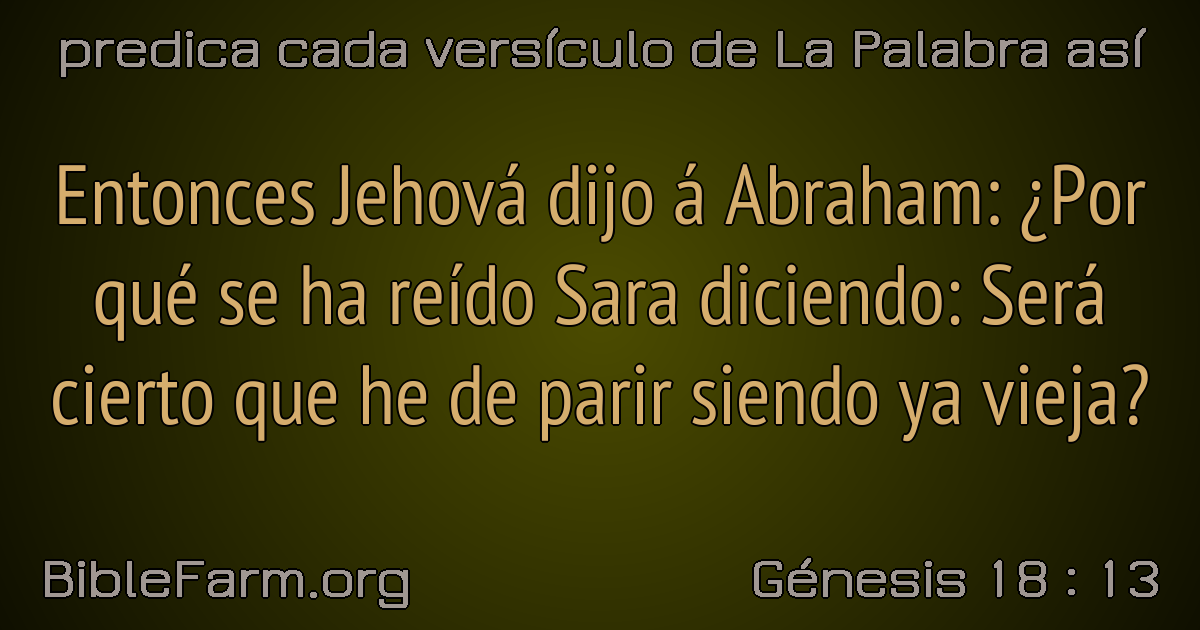 predica cada versículo de La Palabra así
Entonces Jehová dijo á Abraham: ¿Por
qué se ha reído Sara diciendo: Será
cierto que he de parir siendo ya vieja?
BibleFarm.org
Génesis 18 : 13